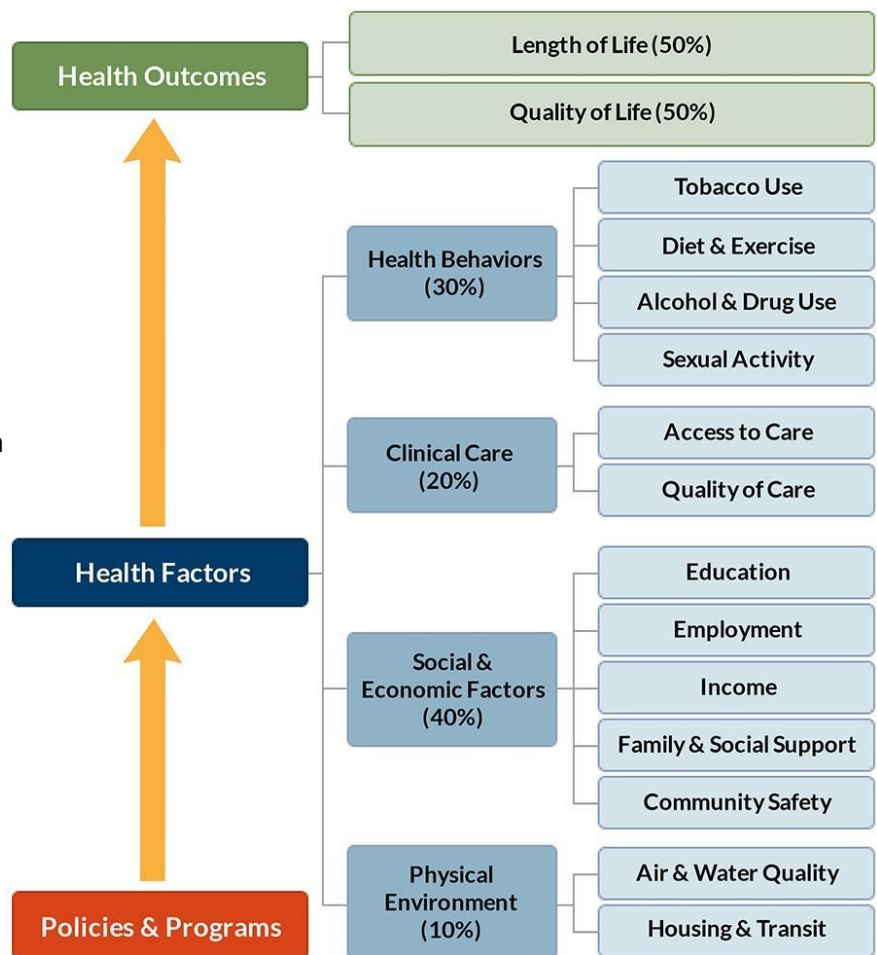 Health Outcomes
Length of Life (50%)
Quality of Life (50%)
Health Factors
Health Behaviors
(30%)
Tobacco Use
Diet & Exercise
Alcohol & Drug Use
Sexual Activity
Clinical Care
(20%)
Access to Care
Quality of Care
Social &
Economic Factors
(40%)
Education
Employment
Income
Family & Social Support
Community Safety
Physical
Environment
(10%)
Air & Water Quality
Housing & Transit
Policies & Programs